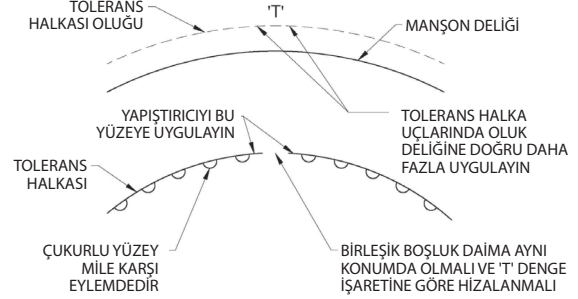 TOLERANS
HALKASI OLUĞU
'T'
MANŞON DELİĞİ
YAPIŞTIRICIYI BU
YÜZEYE UYGULAYIN
TOLERANS HALKA
UÇLARINDA OLUK
DELİĞİNE DOĞRU DAHA
FAZLA UYGULAYIN
TOLERANS
HALKASI
ÇUKURLU YÜZEY
MİLE KARŞI
EYLEMDEDİR
BİRLEŞİK BOŞLUK DAİMA AYNI
KONUMDA OLMALI VE 'T' DENGE
İŞARETİNE GÖRE HİZALANMALI